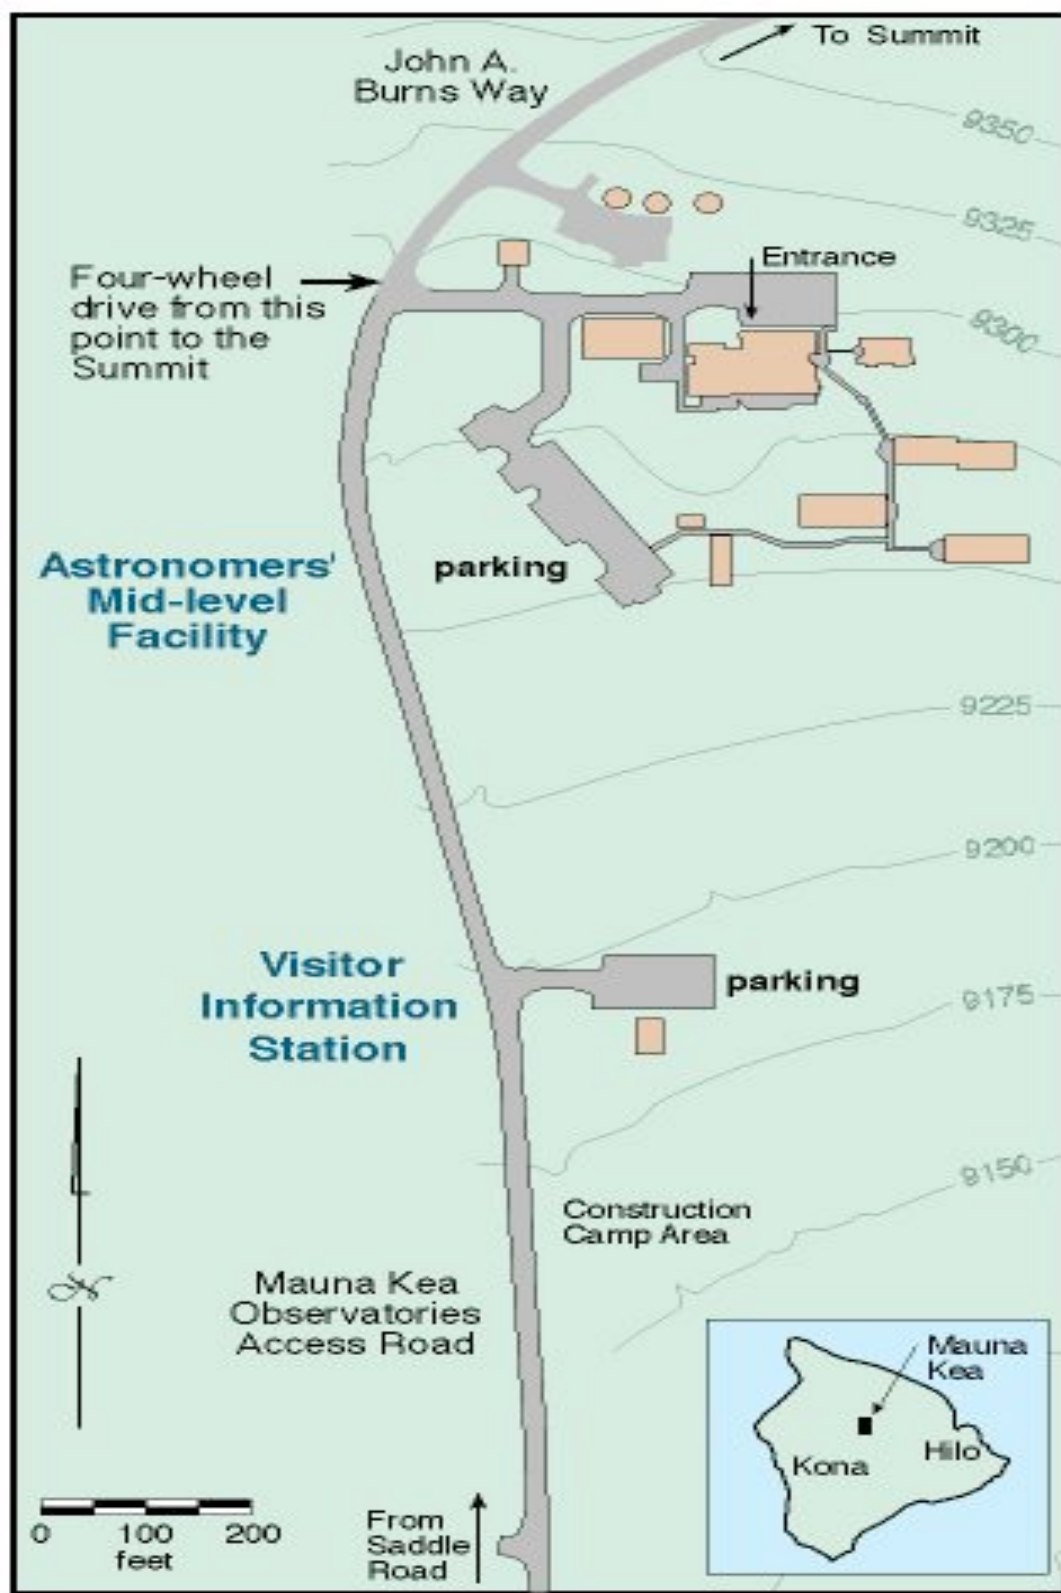 To Summit
John A.
Burns Way
9350
9325
Entrance
Four-wheel
drive from this
point to the
Summit
9300
Astronomers'
Mid-level
Facility
parking
9225
9200
Visitor
Information
Station
parking
9175
9150
Construction
Camp Area
Mauna Kea
Observatories
Access Road
N
Mauna
Kea
Kona
Hilo
0 100 200
feet
From
Saddle
Road